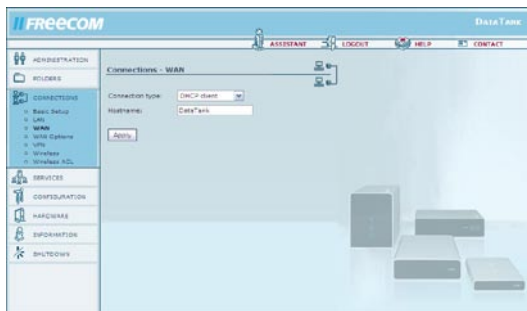 FREECOM
DATATANK
ASSISTANT LOGOUT HELP CONTACT
ADMINISTRATION
FOLDERS
CONNECTIONS
Basic Setup
LAN
WAN
WAN Options
VPN
Wireless
Wireless ACL
SERVICES
CONFIGURATION
HARDWARE
INFORMATION
SHUTDOWN
Connections - WAN
Connection type: DHCP client
Hostname: DataTank
Apply